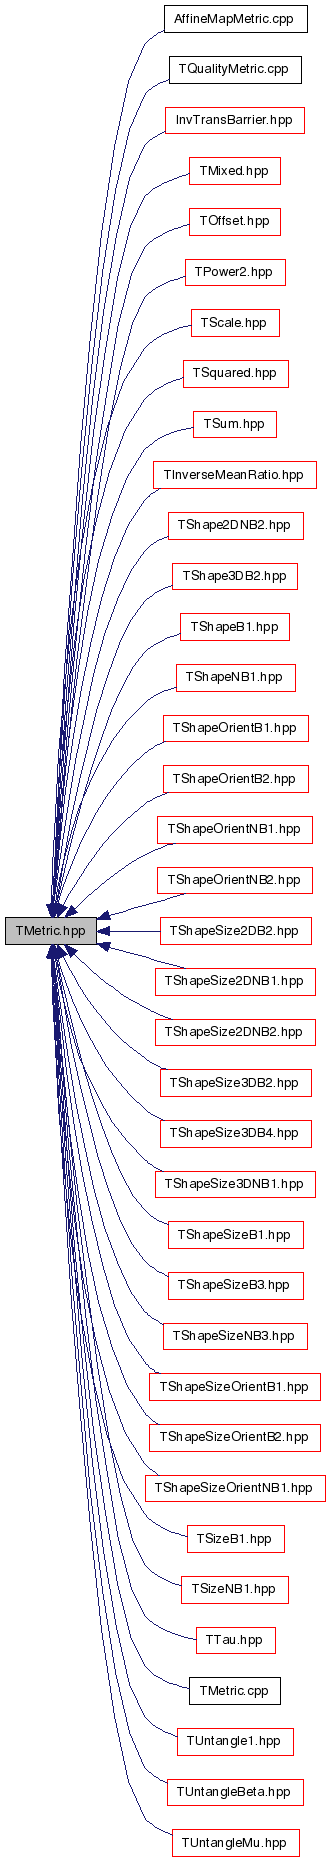 AffineMapMetric.cpp
TQualityMetric.cpp
InvTransBarrier.hpp
TMixed.hpp
TOffset.hpp
TPower2.hpp
TScale.hpp
TSquared.hpp
TSum.hpp
TInverseMeanRatio.hpp
TShape2DNB2.hpp
TShape3DB2.hpp
TShapeB1.hpp
TShapeNB1.hpp
TShapeOrientB1.hpp
TShapeOrientB2.hpp
TShapeOrientNB1.hpp
TShapeOrientNB2.hpp
TMetric.hpp
TShapeSize2DB2.hpp
TShapeSize2DNB1.hpp
TShapeSize2DNB2.hpp
TShapeSize3DB2.hpp
TShapeSize3DB4.hpp
TShapeSize3DNB1.hpp
TShapeSizeB1.hpp
TShapeSizeB3.hpp
TShapeSizeNB3.hpp
TShapeSizeOrientB1.hpp
TShapeSizeOrientB2.hpp
TShapeSizeOrientNB1.hpp
TSizeB1.hpp
TSizeNB1.hpp
TTau.hpp
TMetric.cpp
TUntangle1.hpp
TUntangleBeta.hpp
TUntangleMu.hpp